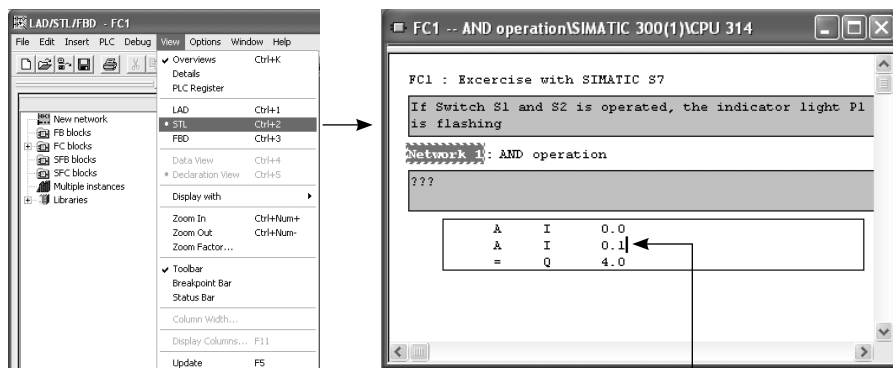 LAD/STL/FBD - FC1
File Edit Insert PLC Debug View Options Window Help
New network
FB blocks
FC blocks
SFB blocks
SFC blocks
Multiple instances
Libraries
Overviews Ctrl+K
Details
PLC Register
LAD Ctrl+1
STL Ctrl+2
FBD Ctrl+3
Data View Ctrl+4
Declaration View Ctrl+5
Display with
Zoom In Ctrl+Num+
Zoom Out Ctrl+Num-
Zoom Factor...
Toolbar
Breakpoint Bar
Status Bar
Column Width...
Display Columns... F11
Update F5
FC1 -- AND operation\SIMATIC 300(1)\CPU 314
FC1 : Excercise with SIMATIC S7
If Switch S1 and S2 is operated, the indicator light P1
is flashing
Network 1: AND operation
???
A I 0.0
A I 0.1
= Q 4.0